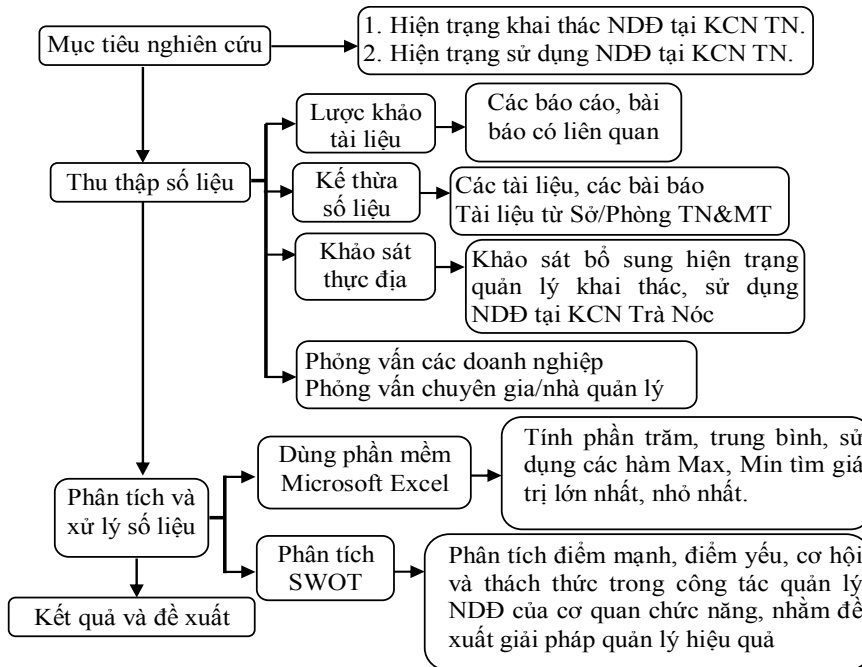 Mục tiêu nghiên cứu
1. Hiện trạng khai thác NDĐ tại KCN TN.
2. Hiện trạng sử dụng NDĐ tại KCN TN.
Thu thập số liệu
Lược khảo
tài liệu
Các báo cáo, bài
báo có liên quan
Kế thừa
số liệu
Các tài liệu, các bài báo
Tài liệu từ Sở/Phòng TN&MT
Khảo sát
thực địa
Khảo sát bổ sung hiện trạng
quản lý khai thác, sử dụng
NDĐ tại KCN Trà Nóc
Phỏng vấn các doanh nghiệp
Phỏng vấn chuyên gia/nhà quản lý
Phân tích và
xử lý số liệu
Dùng phần mềm
Microsoft Excel
Tính phần trăm, trung bình, sử
dụng các hàm Max, Min tìm giá
trị lớn nhất, nhỏ nhất.
Phân tích
SWOT
Phân tích điểm mạnh, điểm yếu, cơ hội
và thách thức trong công tác quản lý
NDĐ của cơ quan chức năng, nhằm đề
xuất giải pháp quản lý hiệu quả
Kết quả và đề xuất